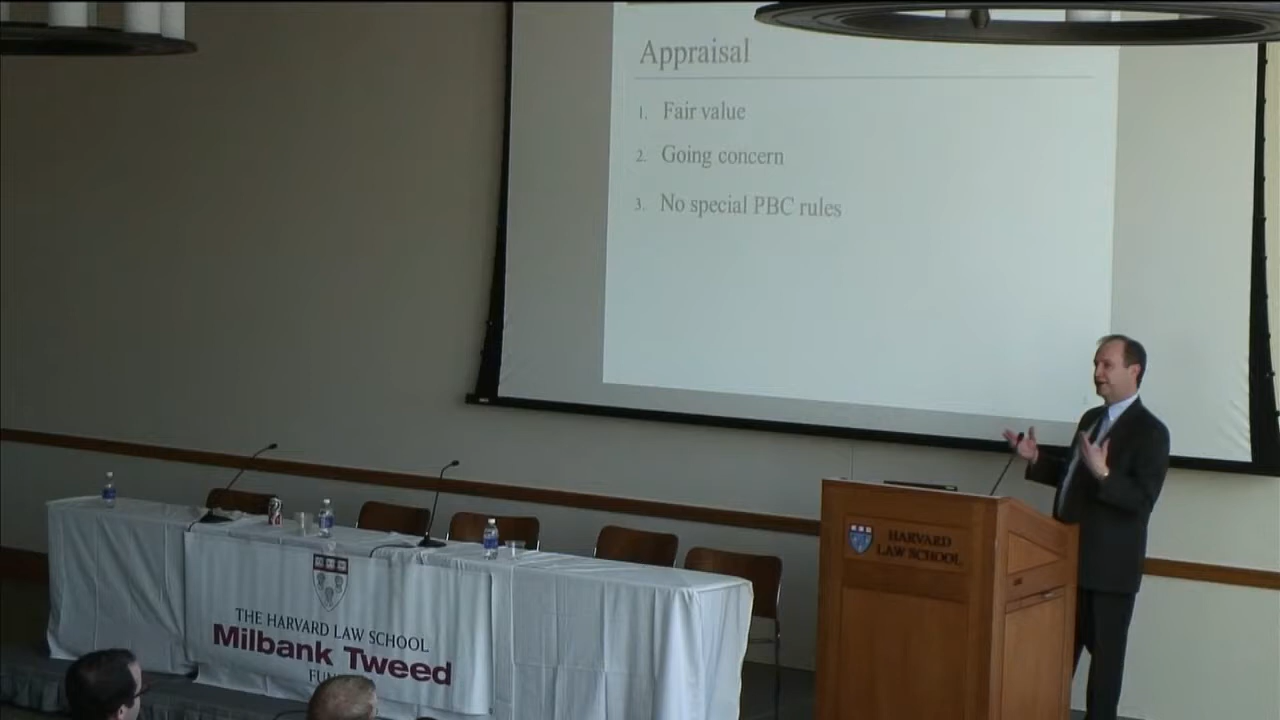 Appraisal
1. Fair value
2. Going concern
3. No special PBC rules
HARVARD
LAW SCHOOL
THE HARVARD LAW SCHOOL
Milbank Tweed